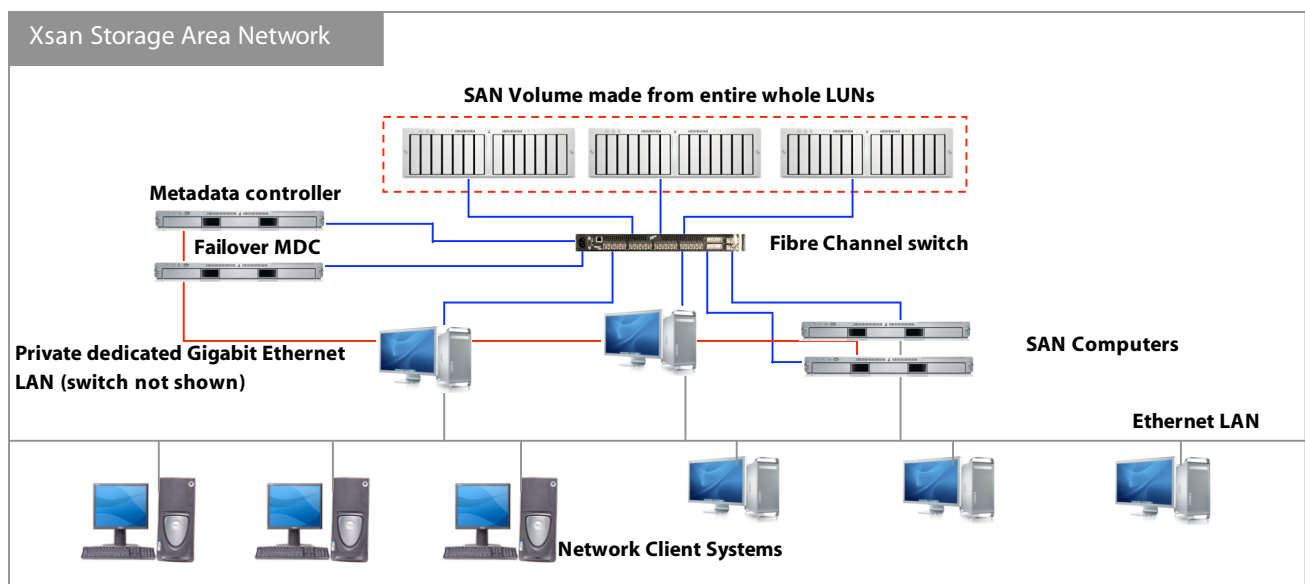 Xsan Storage Area Network
SAN Volume made from entire whole LUNs
Metadata controller
Failover MDC
Fibre Channel switch
Private dedicated Gigabit Ethernet
LAN (switch not shown)
SAN Computers
Ethernet LAN
Network Client Systems